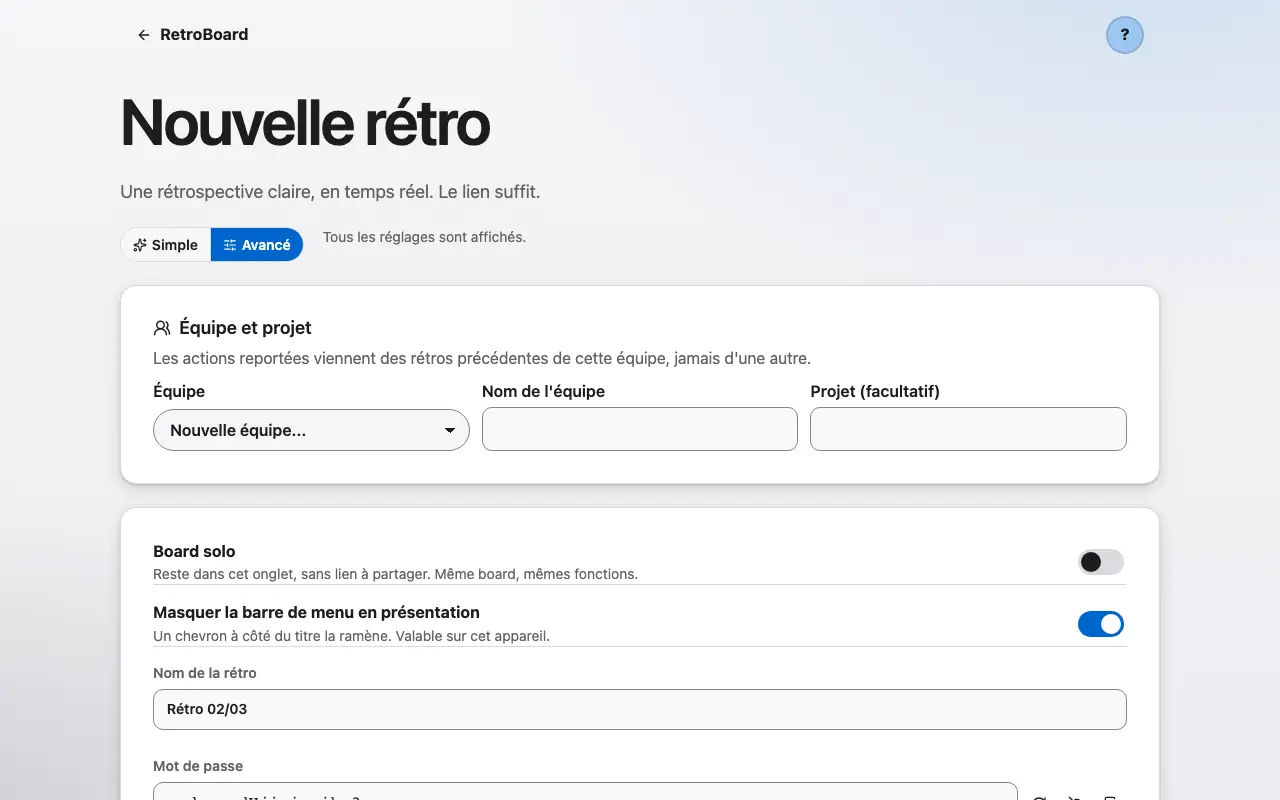 RetroBoard
?
Nouvelle rétro
Une rétrospective claire, en temps réel. Le lien suffit.
Simple
Avancé
Tous les réglages sont affichés.
Équipe et projet
Les actions reportées viennent des rétros précédentes de cette équipe, jamais d'une autre.
Équipe
Nom de l'équipe
Projet (facultatif)
Nouvelle équipe...
Board solo
Reste dans cet onglet, sans lien à partager. Même board, mêmes fonctions.
Masquer la barre de menu en présentation
Un chevron à côté du titre la ramène. Valable sur cet appareil.
Nom de la rétro
Rétro 02/03
Mot de passe